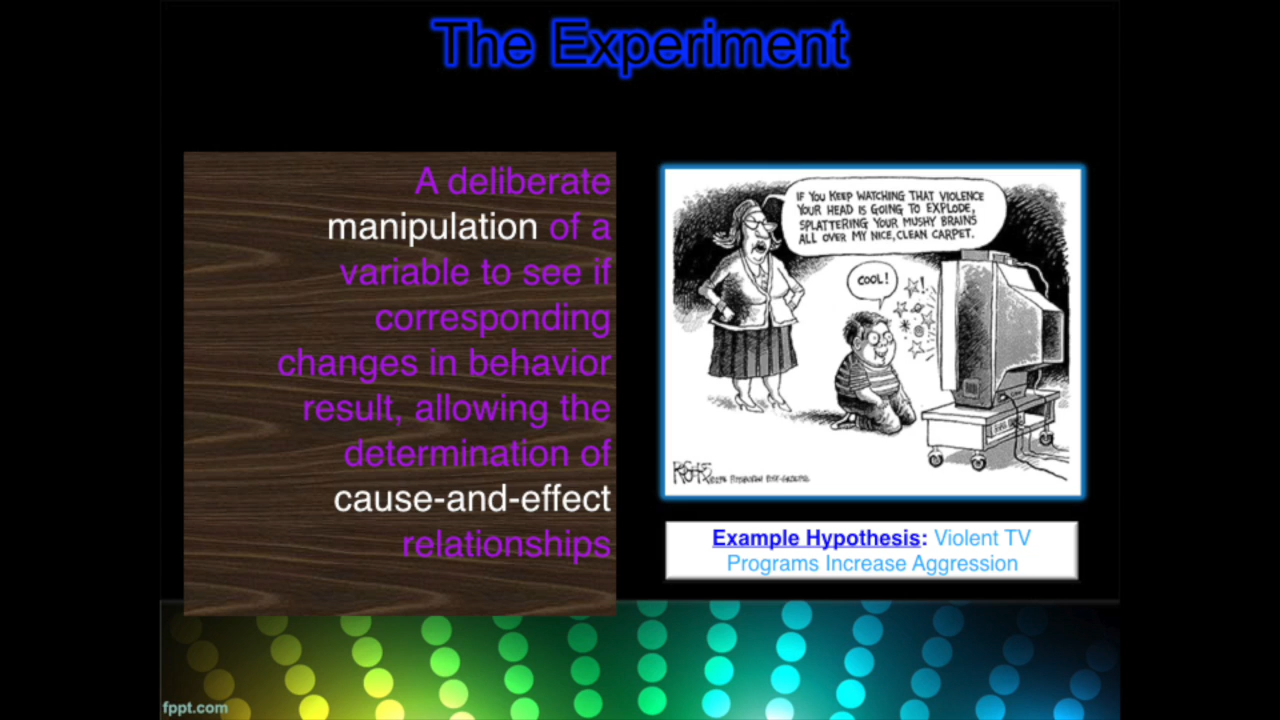 The Experiment
A deliberate
manipulation of a
variable to see if
corresponding
changes in behavior
result, allowing the
determination of
cause-and-effect
relationships
IF YOU KEEP WATCHING THAT VIOLENCE
YOUR HEAD IS GOING TO EXPLODE,
SPLATTERING YOUR MUSHY BRAINS
ALL OVER MY NICE, CLEAN CARPET.
COOL!
Example Hypothesis: Violent TV
Programs Increase Aggression
fppt.com